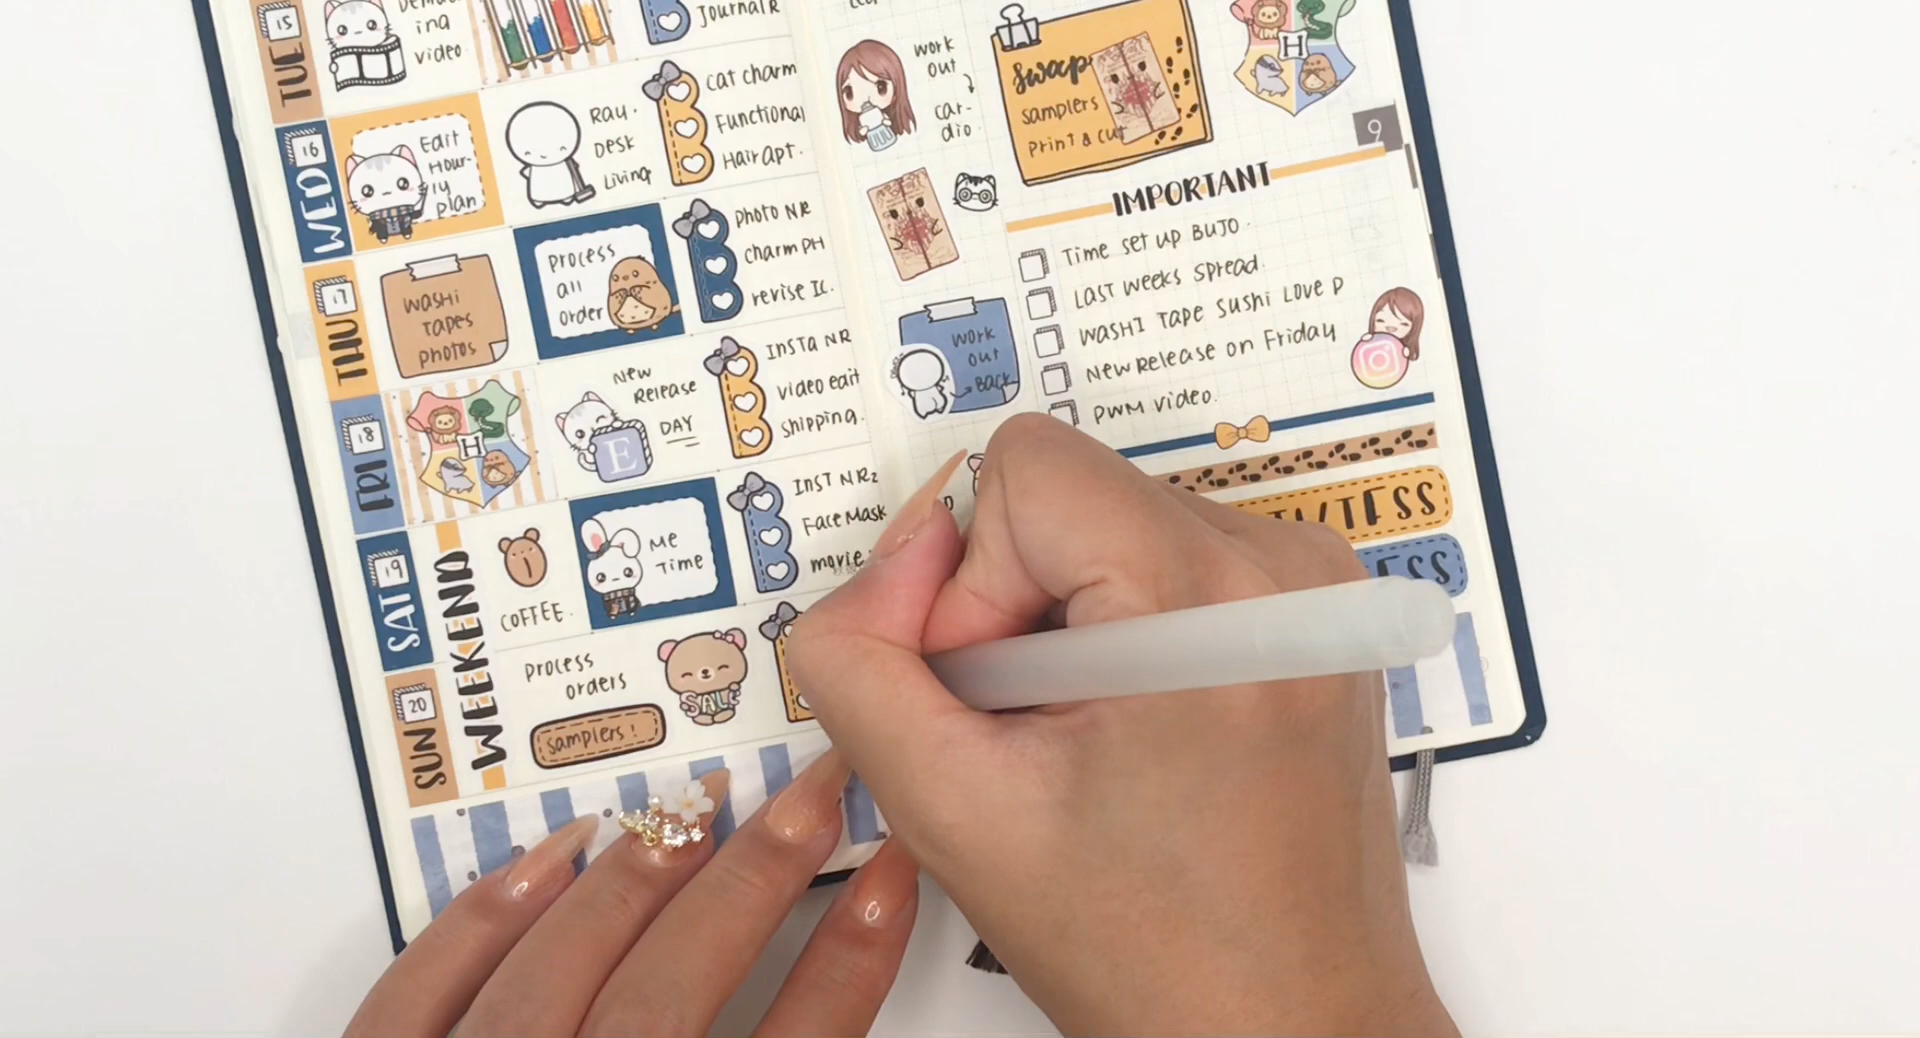 15
TUE
ing
video
Journal R
16
WED
Edit
Hour-
ly
plan
Ray.
Desk
Living
cat charm
Functional
Hair Apt.
17
THU
Washi
Tapes
photos
process
all
order
photo NR
charm PH
revise Ic.
18
FRI
H
New
Release
DAY
E
Insta NR
video edit
shipping.
19
SAT
WEEKEND
COFFEE.
Me
Time
Inst NR2
Face Mask
movie
20
SUN
process
orders
samplers!
SALE
work
out
car-
dio.
swap
samplers
print & cut
H
9
IMPORTANT
Time set up BUJO.
Last weeks spread.
Washi Tape Sushi Love P
New Release on Friday
PWM video.
work
out
→ Back